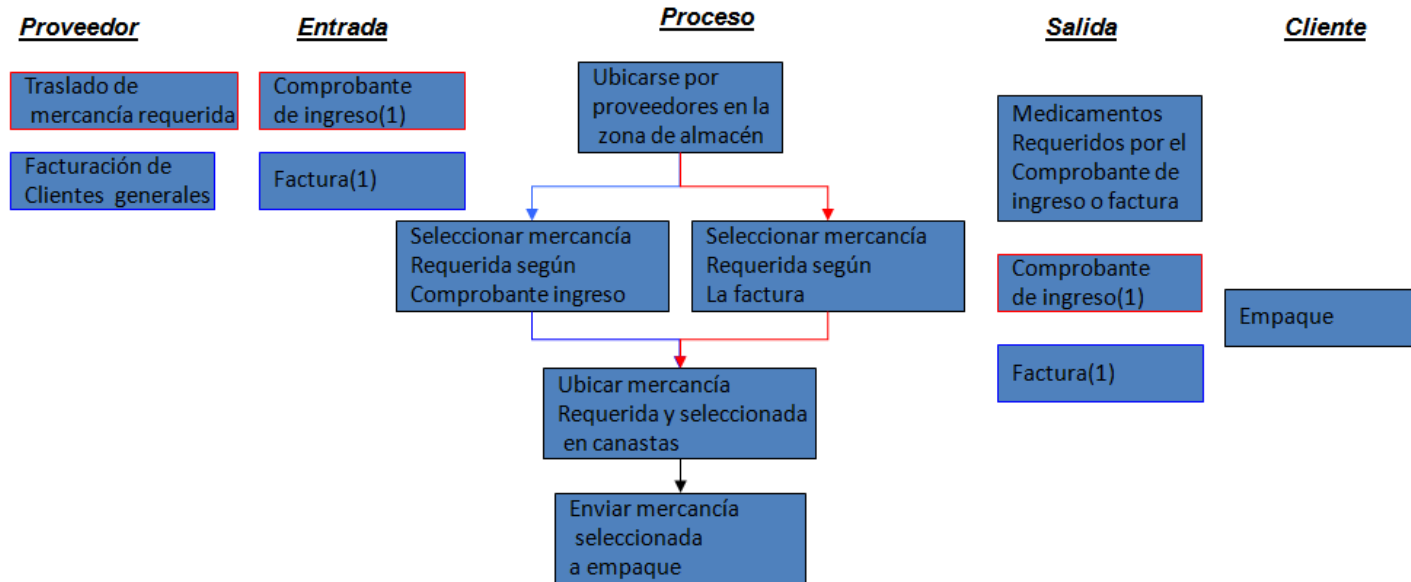 Proveedor
Entrada
Proceso
Salida
Cliente
Traslado de
mercancía requerida
Facturación de
Clientes generales
Comprobante
de ingreso(1)
Factura(1)
Ubicarse por
proveedores en la
zona de almacén
Seleccionar mercancía
Requerida según
Comprobante ingreso
Seleccionar mercancía
Requerida según
La factura
Ubicar mercancía
Requerida y seleccionada
en canastas
Enviar mercancía
seleccionada
a empaque
Medicamentos
Requeridos por el
Comprobante de
ingreso o factura
Comprobante
de ingreso(1)
Factura(1)
Empaque